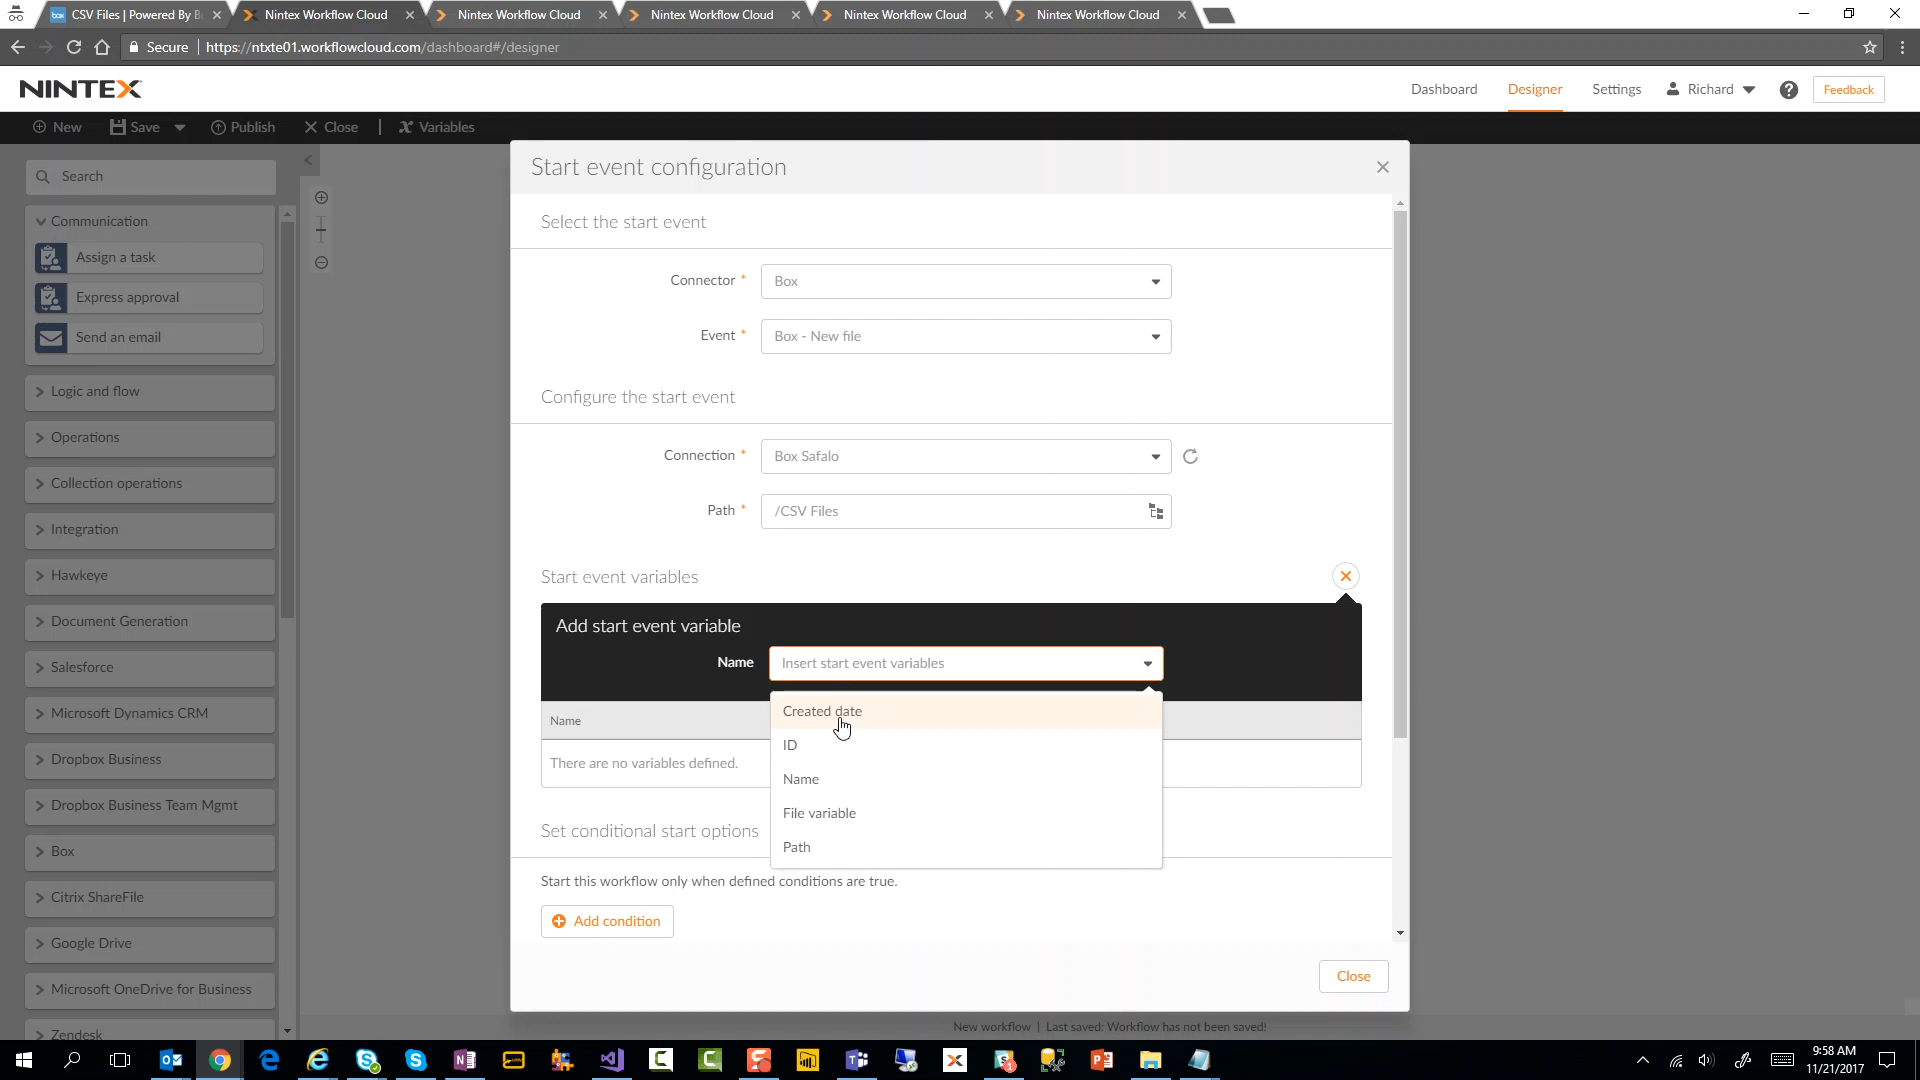 CSV Files | Powered By B
Nintex Workflow Cloud
Nintex Workflow Cloud
Nintex Workflow Cloud
Nintex Workflow Cloud
Nintex Workflow Cloud
Secure
https://ntxte01.workflowcloud.com/dashboard#/designer
NINTEX
Dashboard
Designer
Settings
Richard
Feedback
New
Save
Publish
Close
Variables
Search
Communication
Assign a task
Express approval
Send an email
Logic and flow
Operations
Collection operations
Integration
Hawkeye
Document Generation
Salesforce
Microsoft Dynamics CRM
Dropbox Business
Dropbox Business Team Mgmt
Box
Citrix ShareFile
Google Drive
Microsoft OneDrive for Business
Zendesk
Start event configuration
Select the start event
Connector *
Box
Event *
Box - New file
Configure the start event
Connection *
Box Safalo
Path *
/CSV Files
Start event variables
Add start event variable
Name
Insert start event variables
Created date
ID
Name
File variable
Path
Name
There are no variables defined.
Set conditional start options
Start this workflow only when defined conditions are true.
Add condition
Close
New workflow | Last saved: Workflow has not been saved!
9:58 AM
11/21/2017